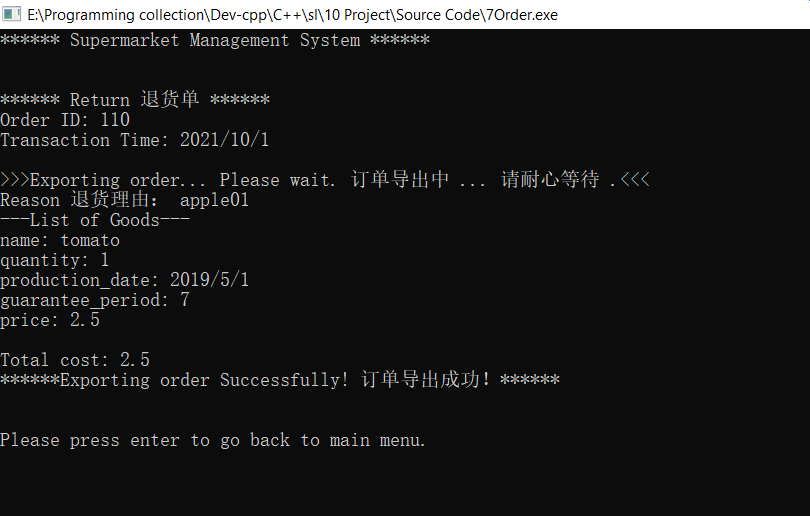 E:\Programming collection\Dev-cpp\C++\sl\10 Project\Source Code\7Order.exe
****** Supermarket Management System ******
****** Return 退货单 ******
Order ID: 110
Transaction Time: 2021/10/1
>>>Exporting order... Please wait. 订单导出中 ... 请耐心等待 .<<<
Reason 退货理由: apple01
---List of Goods---
name: tomato
quantity: 1
production_date: 2019/5/1
guarantee_period: 7
price: 2.5
Total cost: 2.5
******Exporting order Successfully! 订单导出成功! ******
Please press enter to go back to main menu.